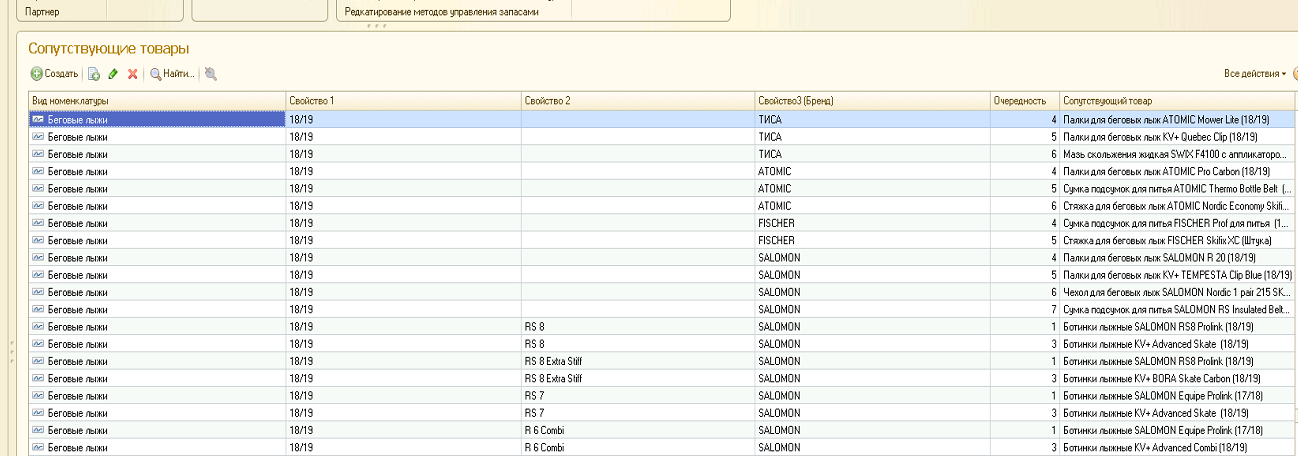 Партнер
Редкатирование методов управления запасами
Сопутствующие товары
Создать Найти... Все действия
Вид номенклатуры Свойство 1 Свойство 2 Свойство3 (Бренд) Очередность Сопутствующий товар
Беговые лыжи 18/19 ТИСА 4 Палки для беговых лыж ATOMIC Mower Lite (18/19)
Беговые лыжи 18/19 ТИСА 5 Палки для беговых лыж KV+ Quebec Clip (18/19)
Беговые лыжи 18/19 ТИСА 6 Мазь скольжения жидкая SWIX F4100 с аппликаторо...
Беговые лыжи 18/19 ATOMIC 4 Палки для беговых лыж ATOMIC Pro Carbon (18/19)
Беговые лыжи 18/19 ATOMIC 5 Сумка подсумок для питья ATOMIC Thermo Bottle Belt (...
Беговые лыжи 18/19 ATOMIC 6 Стяжка для беговых лыж ATOMIC Nordic Economy Skifi...
Беговые лыжи 18/19 FISCHER 4 Сумка подсумок для питья FISCHER Prof для питья (1...
Беговые лыжи 18/19 FISCHER 5 Стяжка для беговых лыж FISCHER Skifix XC (Штука)
Беговые лыжи 18/19 SALOMON 4 Палки для беговых лыж SALOMON R 20 (18/19)
Беговые лыжи 18/19 SALOMON 5 Палки для беговых лыж KV+ TEMPESTA Clip Blue (18/19)
Беговые лыжи 18/19 SALOMON 6 Чехол для беговых лыж SALOMON Nordic 1 pair 215 SK...
Беговые лыжи 18/19 SALOMON 7 Сумка подсумок для питья SALOMON RS Insulated Belt...
Беговые лыжи 18/19 RS 8 SALOMON 1 Ботинки лыжные SALOMON RS8 Prolink (18/19)
Беговые лыжи 18/19 RS 8 SALOMON 3 Ботинки лыжные KV+ Advanced Skate (18/19)
Беговые лыжи 18/19 RS 8 Extra Stiff SALOMON 1 Ботинки лыжные SALOMON RS8 Prolink (18/19)
Беговые лыжи 18/19 RS 8 Extra Stiff SALOMON 3 Ботинки лыжные KV+ BORA Skate Carbon (18/19)
Беговые лыжи 18/19 RS 7 SALOMON 1 Ботинки лыжные SALOMON Equipe Prolink (17/18)
Беговые лыжи 18/19 RS 7 SALOMON 3 Ботинки лыжные KV+ Advanced Skate (18/19)
Беговые лыжи 18/19 R 6 Combi SALOMON 1 Ботинки лыжные SALOMON Equipe Prolink (17/18)
Беговые лыжи 18/19 R 6 Combi SALOMON 3 Ботинки лыжные KV+ Advanced Combi (18/19)